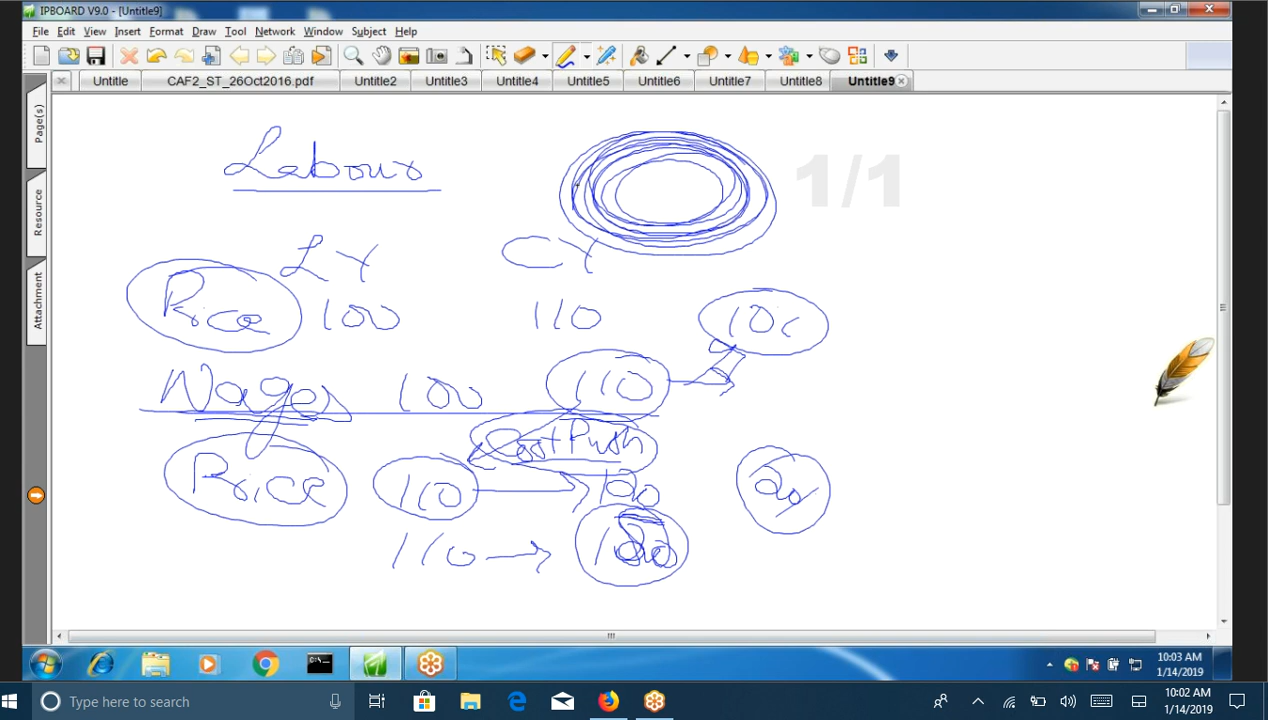 IPBOARD V9.0 - [Untitle9]
File Edit View Insert Format Draw Tool Network Window Subject Help
Untitle CAF2_ST_26Oct2016.pdf Untitle2 Untitle3 Untitle4 Untitle5 Untitle6 Untitle7 Untitle8 Untitle9
Page(s)
Resource
Attachment
1/1
Labour
LY CY
Price 100 110
Wages 100 110
Cost Push
Price 110
110
10:03 AM
1/14/2019
Type here to search
10:02 AM
1/14/2019